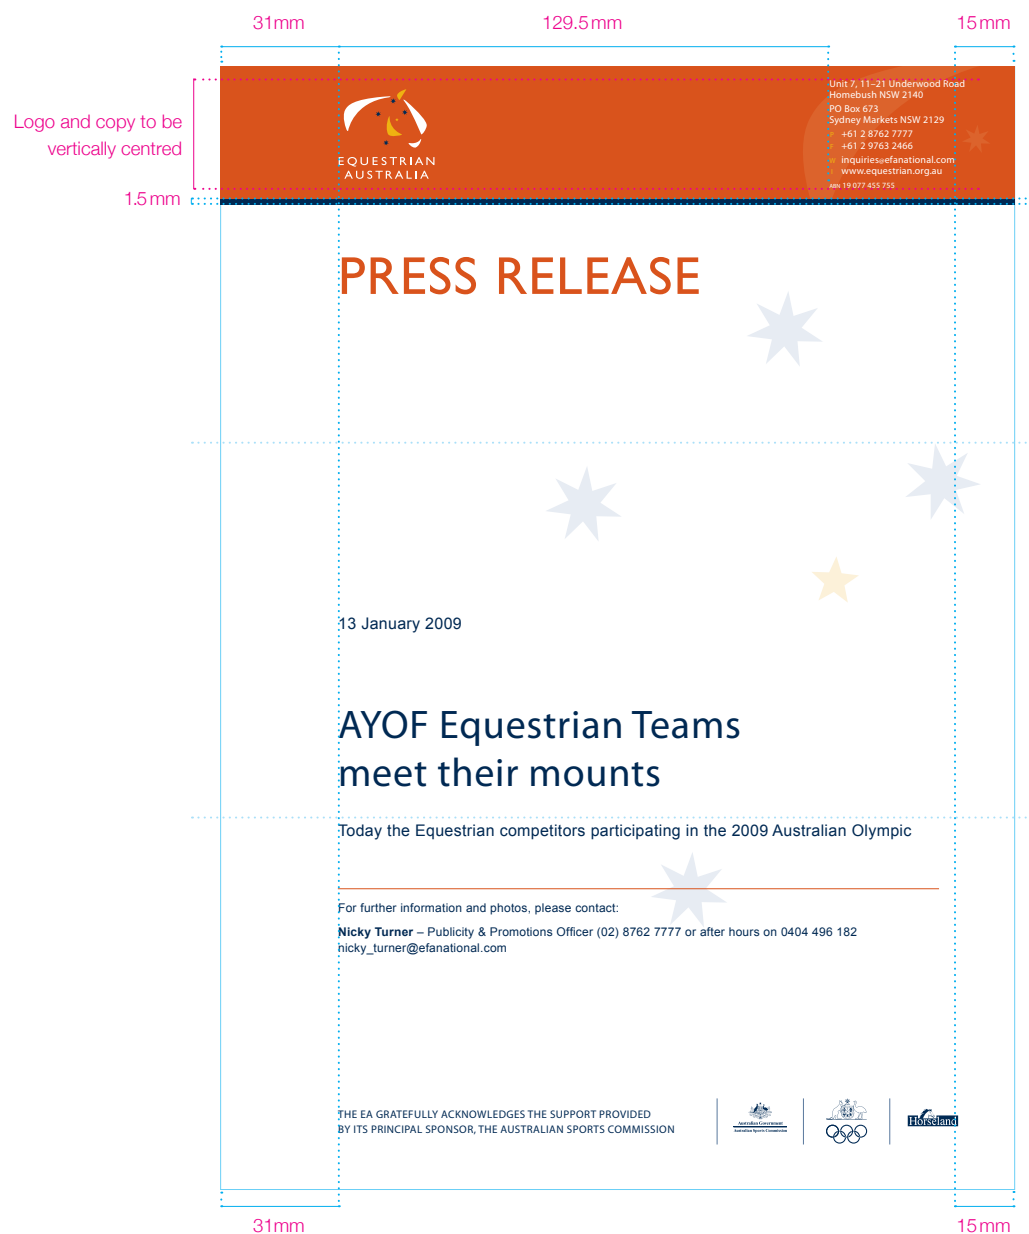 31mm
129.5mm
15mm
Logo and copy to be
vertically centred
1.5mm
EQUESTRIAN
AUSTRALIA
Unit 7, 11–21 Underwood Road
Homebush NSW 2140
PO Box 673
Sydney Markets NSW 2129
+61 2 8762 7777
+61 2 9763 2466
inquiries@efanational.com
www.equestrian.org.au
ABN 19 077 455 755
PRESS RELEASE
13 January 2009
AYOF Equestrian Teams
meet their mounts
Today the Equestrian competitors participating in the 2009 Australian Olympic
For further information and photos, please contact:
Nicky Turner – Publicity & Promotions Officer (02) 8762 7777 or after hours on 0404 496 182
nicky_turner@efanational.com
THE EA GRATEFULLY ACKNOWLEDGES THE SUPPORT PROVIDED
BY ITS PRINCIPAL SPONSOR, THE AUSTRALIAN SPORTS COMMISSION
Australian Government
Australian Sports Commission
Horseland
31mm
15mm